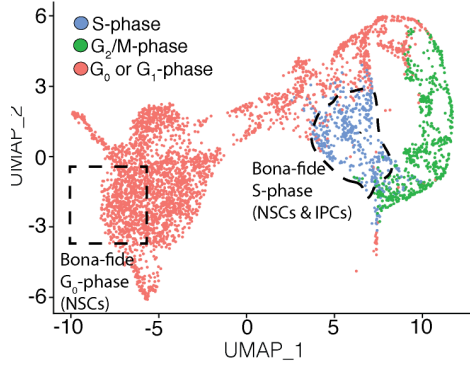 S-phase
G2/M-phase
G0 or G1-phase
6
3
0
-3
-6
UMAP_2
Bona-fide
S-phase
(NSCs & IPCs)
Bona-fide
G0-phase
(NSCs)
-10
-5
0
5
10
UMAP_1